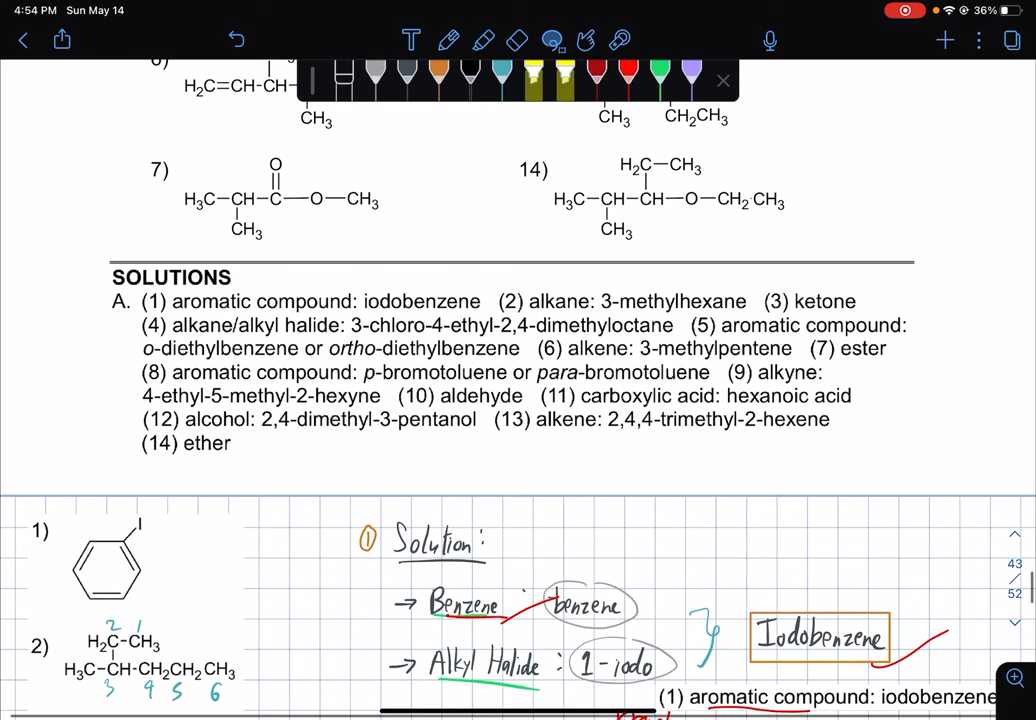 4:54 PM Sun May 14 36%
H₂C=CH-CH
CH₃ CH₃ CH₂CH₃
7) O
H₃C—CH—C—O—CH₃
CH₃
14) H₂C—CH₃
H₃C—CH—CH—O—CH₂CH₃
CH₃
SOLUTIONS
A. (1) aromatic compound: iodobenzene (2) alkane: 3-methylhexane (3) ketone
(4) alkane/alkyl halide: 3-chloro-4-ethyl-2,4-dimethyloctane (5) aromatic compound:
o-diethylbenzene or ortho-diethylbenzene (6) alkene: 3-methylpentene (7) ester
(8) aromatic compound: p-bromotoluene or para-bromotoluene (9) alkyne:
4-ethyl-5-methyl-2-hexyne (10) aldehyde (11) carboxylic acid: hexanoic acid
(12) alcohol: 2,4-dimethyl-3-pentanol (13) alkene: 2,4,4-trimethyl-2-hexene
(14) ether
1) I
① Solution:
→ Benzene : benzene
→ Alkyl Halide : 1-iodo
Iodobenzene
2) 2 1
H₂C—CH₃
H₃C—CH—CH₂CH₂CH₃
3 4 5 6
(1) aromatic compound: iodobenzene
43
52